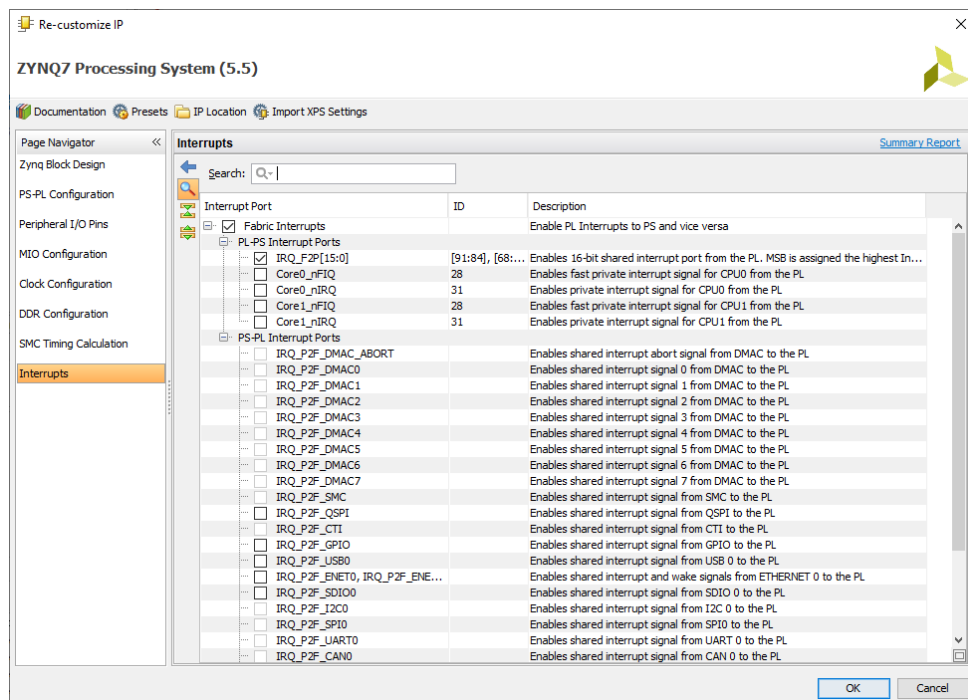 Re-customize IP
ZYNQ7 Processing System (5.5)
Documentation Presets IP Location Import XPS Settings
Page Navigator
Zynq Block Design
PS-PL Configuration
Peripheral I/O Pins
MIO Configuration
Clock Configuration
DDR Configuration
SMC Timing Calculation
Interrupts
Interrupts Summary Report
Search:
Interrupt Port ID Description
Fabric Interrupts Enable PL Interrupts to PS and vice versa
PL-PS Interrupt Ports
IRQ_F2P[15:0] [91:84], [68:... Enables 16-bit shared interrupt port from the PL. MSB is assigned the highest In...
Core0_nFIQ 28 Enables fast private interrupt signal for CPU0 from the PL
Core0_nIRQ 31 Enables private interrupt signal for CPU0 from the PL
Core1_nFIQ 28 Enables fast private interrupt signal for CPU1 from the PL
Core1_nIRQ 31 Enables private interrupt signal for CPU1 from the PL
PS-PL Interrupt Ports
IRQ_P2F_DMAC_ABORT Enables shared interrupt abort signal from DMAC to the PL
IRQ_P2F_DMAC0 Enables shared interrupt signal 0 from DMAC to the PL
IRQ_P2F_DMAC1 Enables shared interrupt signal 1 from DMAC to the PL
IRQ_P2F_DMAC2 Enables shared interrupt signal 2 from DMAC to the PL
IRQ_P2F_DMAC3 Enables shared interrupt signal 3 from DMAC to the PL
IRQ_P2F_DMAC4 Enables shared interrupt signal 4 from DMAC to the PL
IRQ_P2F_DMAC5 Enables shared interrupt signal 5 from DMAC to the PL
IRQ_P2F_DMAC6 Enables shared interrupt signal 6 from DMAC to the PL
IRQ_P2F_DMAC7 Enables shared interrupt signal 7 from DMAC to the PL
IRQ_P2F_SMC Enables shared interrupt signal from SMC to the PL
IRQ_P2F_QSPI Enables shared interrupt signal from QSPI to the PL
IRQ_P2F_CTI Enables shared interrupt signal from CTI to the PL
IRQ_P2F_GPIO Enables shared interrupt signal from GPIO to the PL
IRQ_P2F_USB0 Enables shared interrupt signal from USB 0 to the PL
IRQ_P2F_ENET0, IRQ_P2F_ENE... Enables shared interrupt and wake signals from ETHERNET 0 to the PL
IRQ_P2F_SDIO0 Enables shared interrupt signal from SDIO 0 to the PL
IRQ_P2F_I2C0 Enables shared interrupt signal from I2C 0 to the PL
IRQ_P2F_SPI0 Enables shared interrupt signal from SPI0 to the PL
IRQ_P2F_UART0 Enables shared interrupt signal from UART 0 to the PL
IRQ_P2F_CAN0 Enables shared interrupt signal from CAN 0 to the PL
OK Cancel